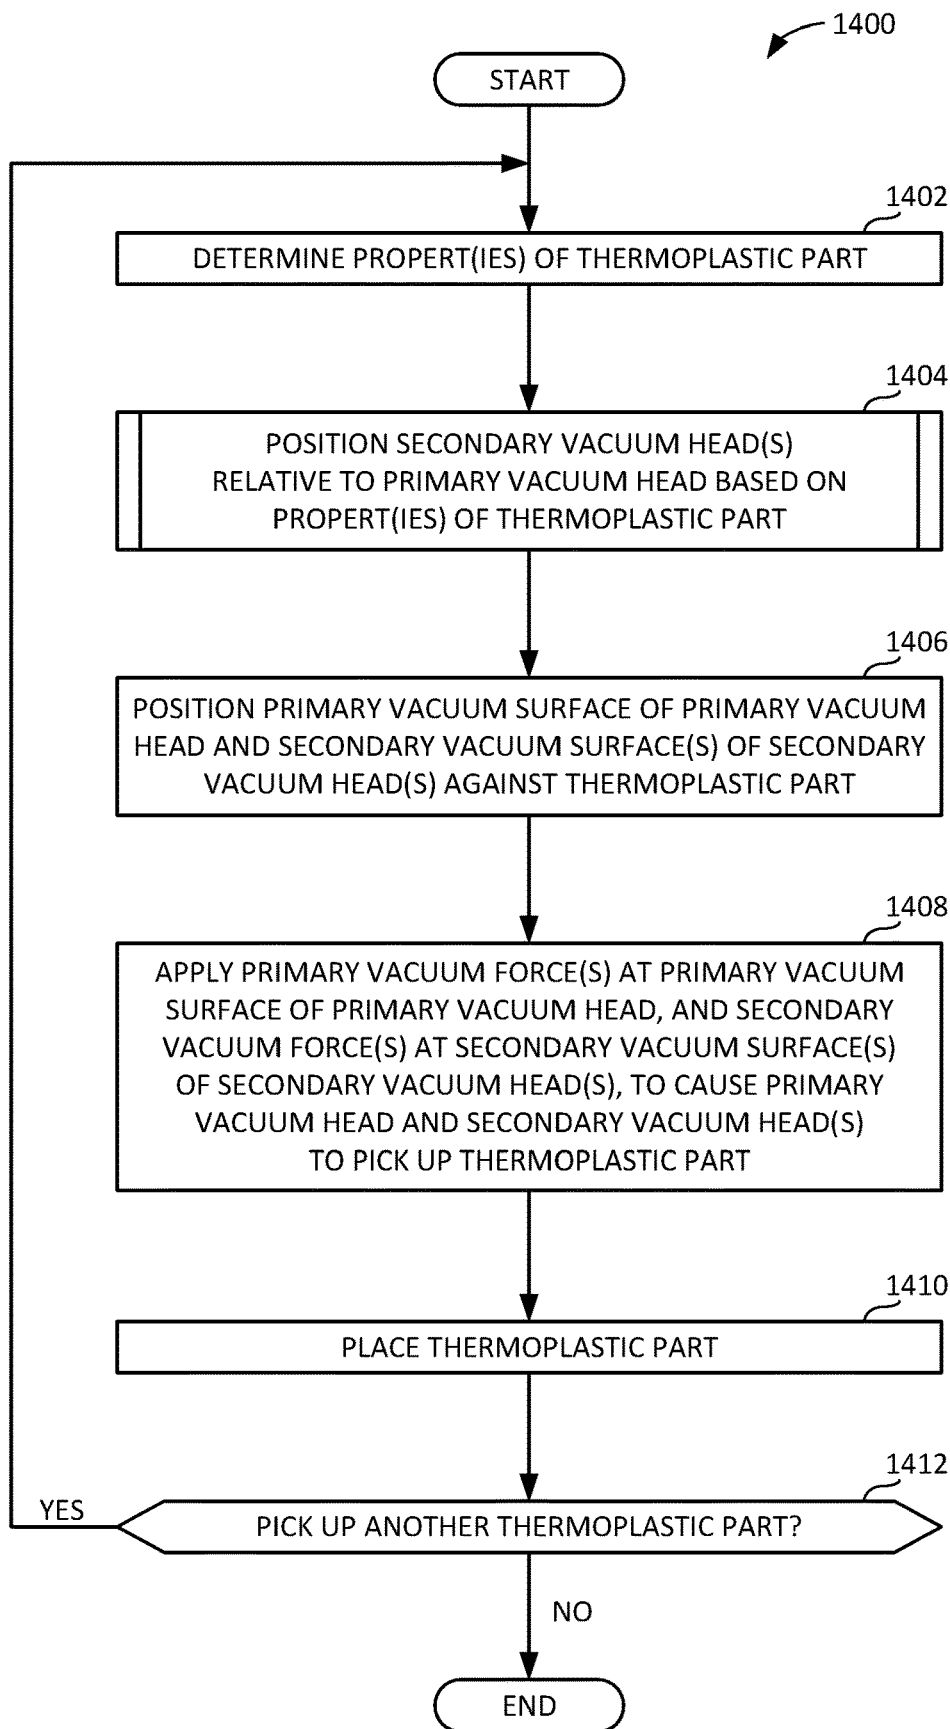 1400
START
1402
DETERMINE PROPERT(IES) OF THERMOPLASTIC PART
1404
POSITION SECONDARY VACUUM HEAD(S)
RELATIVE TO PRIMARY VACUUM HEAD BASED ON
PROPERT(IES) OF THERMOPLASTIC PART
1406
POSITION PRIMARY VACUUM SURFACE OF PRIMARY VACUUM
HEAD AND SECONDARY VACUUM SURFACE(S) OF SECONDARY
VACUUM HEAD(S) AGAINST THERMOPLASTIC PART
1408
APPLY PRIMARY VACUUM FORCE(S) AT PRIMARY VACUUM
SURFACE OF PRIMARY VACUUM HEAD, AND SECONDARY
VACUUM FORCE(S) AT SECONDARY VACUUM SURFACE(S)
OF SECONDARY VACUUM HEAD(S), TO CAUSE PRIMARY
VACUUM HEAD AND SECONDARY VACUUM HEAD(S)
TO PICK UP THERMOPLASTIC PART
1410
PLACE THERMOPLASTIC PART
1412
YES
PICK UP ANOTHER THERMOPLASTIC PART?
NO
END